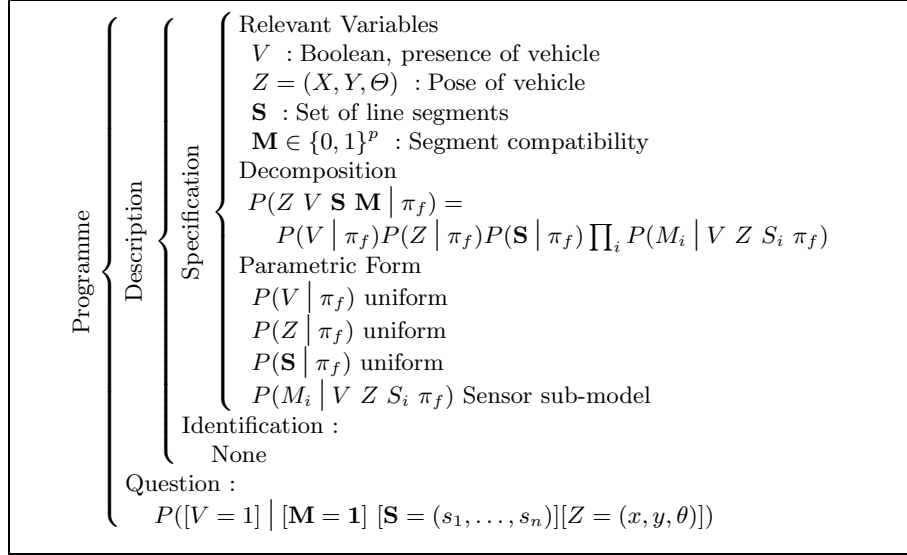 Programme
Description
Specification
Relevant Variables
V : Boolean, presence of vehicle
Z = (X, Y, Θ) : Pose of vehicle
S : Set of line segments
M ∈ {0, 1}^p : Segment compatibility
Decomposition
P(Z V S M | π_f) =
P(V | π_f)P(Z | π_f)P(S | π_f) ∏_i P(M_i | V Z S_i π_f)
Parametric Form
P(V | π_f) uniform
P(Z | π_f) uniform
P(S | π_f) uniform
P(M_i | V Z S_i π_f) Sensor sub-model
Identification :
None
Question :
P([V = 1] | [M = 1] [S = (s_1, . . . , s_n)][Z = (x, y, θ)])